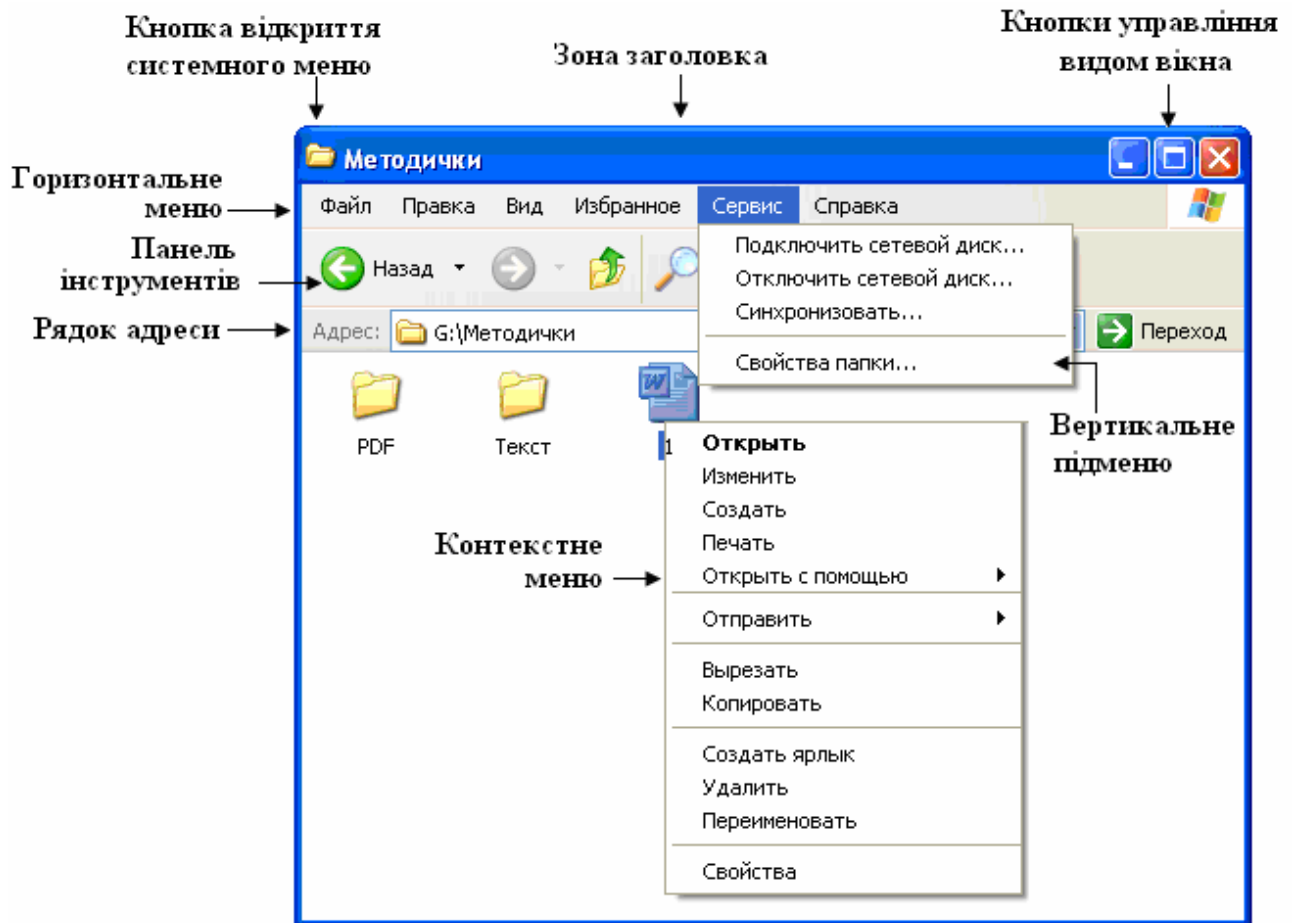 Кнопка відкриття
системного меню
Зона заголовка
Кнопки управління
видом вікна
Методички
Горизонтальне
меню
Файл Правка Вид Избранное Сервис Справка
Панель
інструментів
Назад
Подключить сетевой диск...
Отключить сетевой диск...
Синхронизовать...
Свойства папки...
Рядок адреси
Адрес: G:\Методички
Переход
Вертикальне
підменю
PDF
Текст
1
Контекстне
меню
Открыть
Изменить
Создать
Печать
Открыть с помощью
Отправить
Вырезать
Копировать
Создать ярлык
Удалить
Переименовать
Свойства